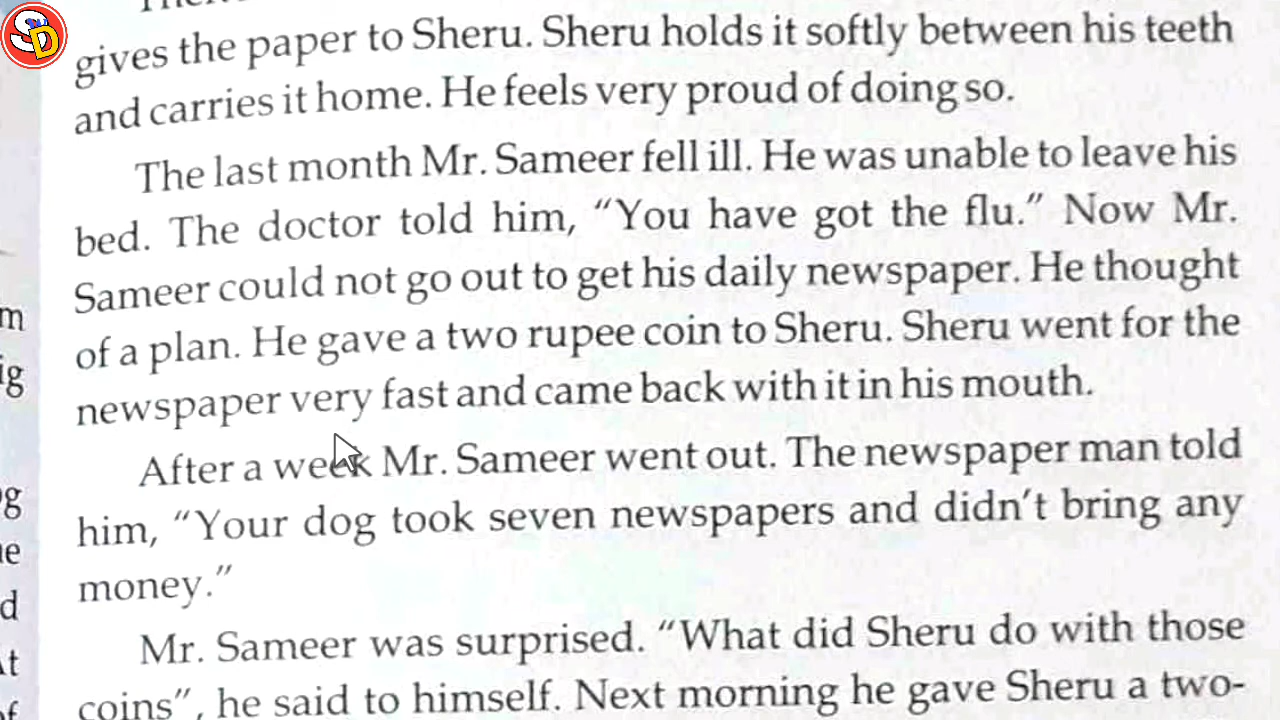 SD
gives the paper to Sheru. Sheru holds it softly between his teeth
and carries it home. He feels very proud of doing so.
The last month Mr. Sameer fell ill. He was unable to leave his
bed. The doctor told him, “You have got the flu.” Now Mr.
Sameer could not go out to get his daily newspaper. He thought
of a plan. He gave a two rupee coin to Sheru. Sheru went for the
newspaper very fast and came back with it in his mouth.
After a week Mr. Sameer went out. The newspaper man told
him, “Your dog took seven newspapers and didn’t bring any
money.”
Mr. Sameer was surprised. “What did Sheru do with those
coins”, he said to himself. Next morning he gave Sheru a two-